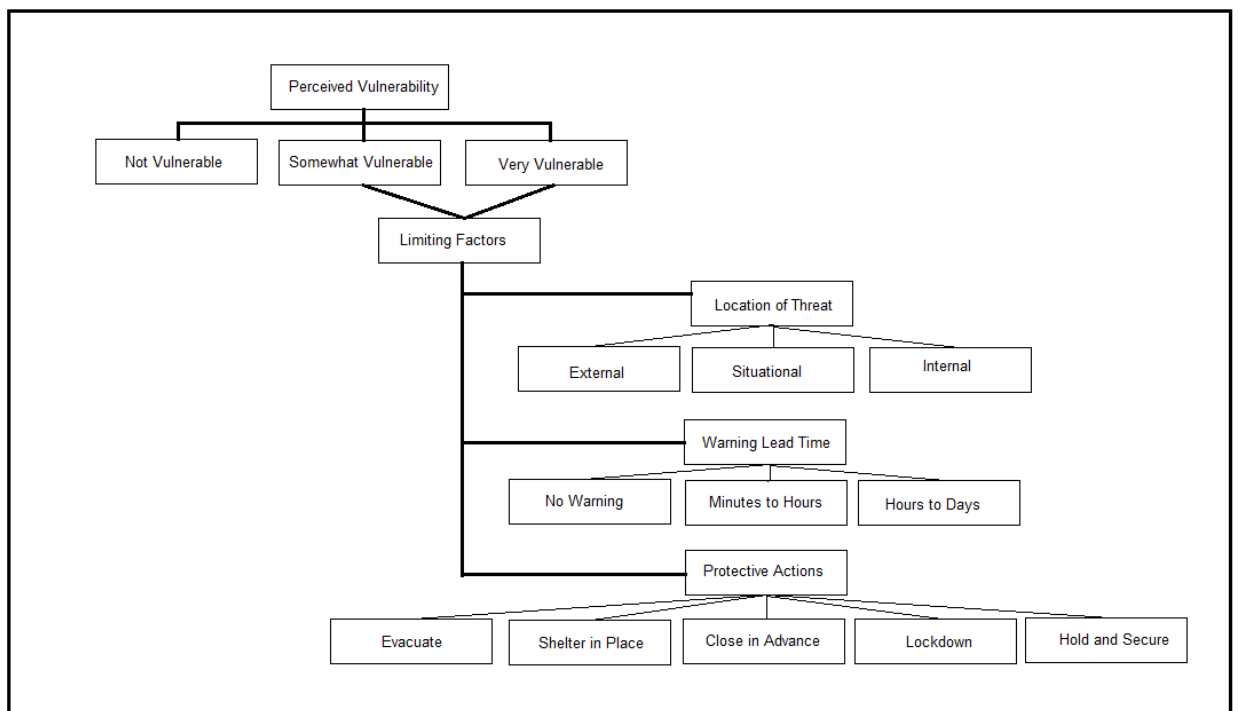 Perceived Vulnerability
Not Vulnerable
Somewhat Vulnerable
Very Vulnerable
Limiting Factors
Location of Threat
External
Situational
Internal
Warning Lead Time
No Warning
Minutes to Hours
Hours to Days
Protective Actions
Evacuate
Shelter in Place
Close in Advance
Lockdown
Hold and Secure